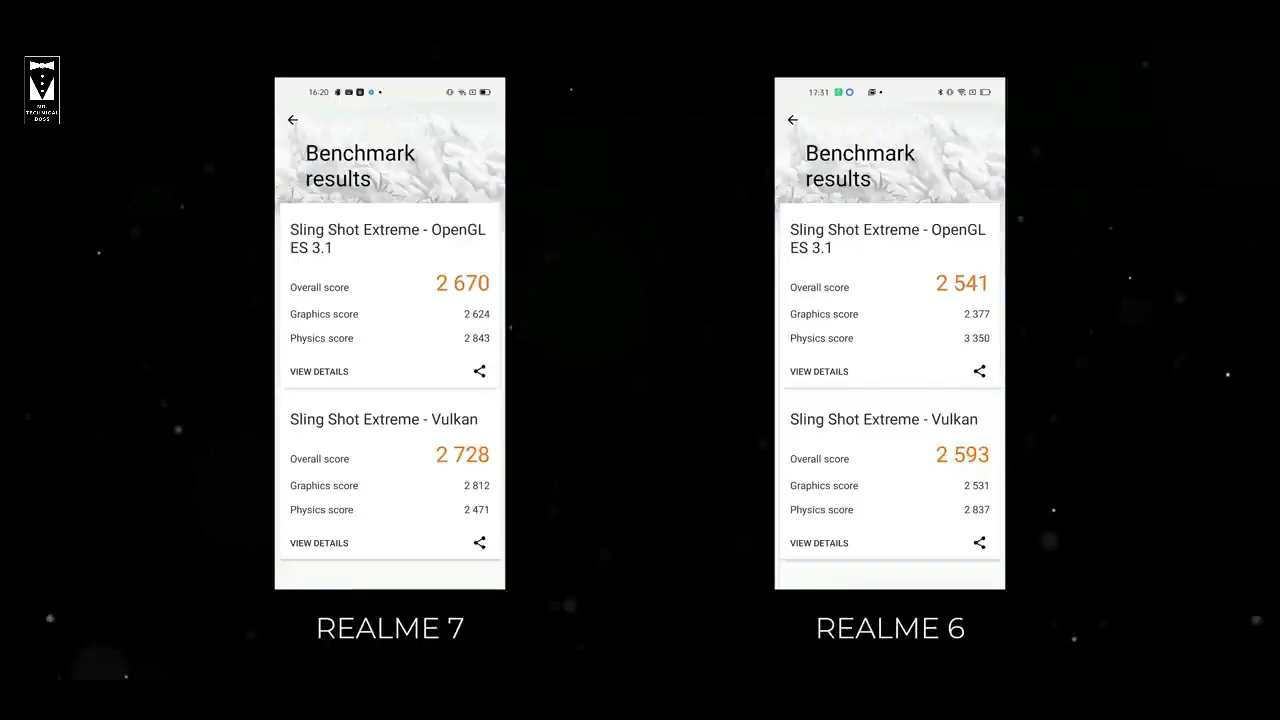 MR.
TECHNICAL
BOSS
16:20
Benchmark
results
Sling Shot Extreme - OpenGL
ES 3.1
Overall score 2 670
Graphics score 2 624
Physics score 2 843
VIEW DETAILS
Sling Shot Extreme - Vulkan
Overall score 2 728
Graphics score 2 812
Physics score 2 471
VIEW DETAILS
REALME 7
17:31
Benchmark
results
Sling Shot Extreme - OpenGL
ES 3.1
Overall score 2 541
Graphics score 2 377
Physics score 3 350
VIEW DETAILS
Sling Shot Extreme - Vulkan
Overall score 2 593
Graphics score 2 531
Physics score 2 837
VIEW DETAILS
REALME 6